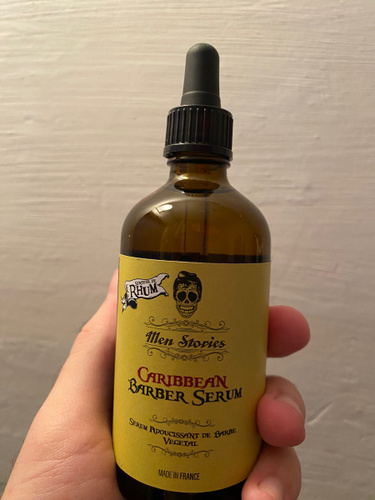 RHUM
Men Stories
CARIBBEAN
BARBER SERUM
SERUM ADOUCISSANT DE BARBE
VEGETAL
MADE IN FRANCE